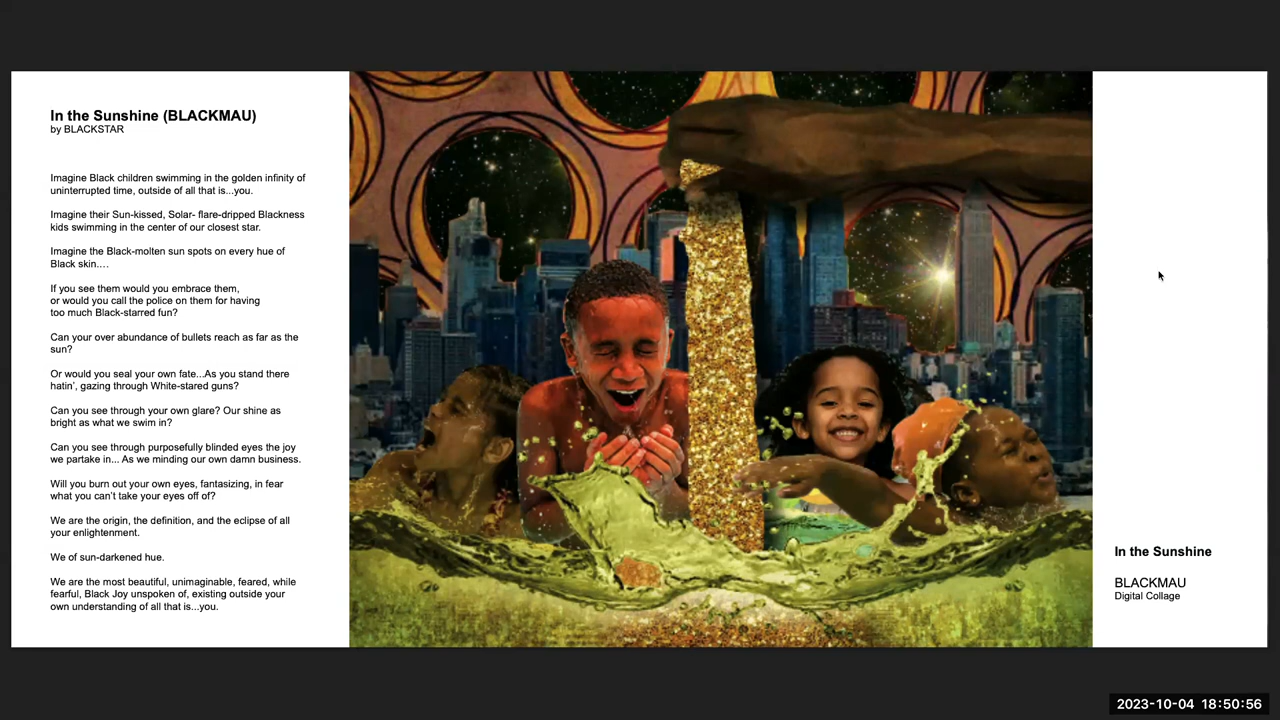 In the Sunshine (BLACKMAU)
by BLACKSTAR
Imagine Black children swimming in the golden infinity of
uninterrupted time, outside of all that is...you.
Imagine their Sun-kissed, Solar- flare-dripped Blackness
kids swimming in the center of our closest star.
Imagine the Black-molten sun spots on every hue of
Black skin....
If you see them would you embrace them,
or would you call the police on them for having
too much Black-starred fun?
Can your over abundance of bullets reach as far as the
sun?
Or would you seal your own fate...As you stand there
hatin', gazing through White-stared guns?
Can you see through your own glare? Our shine as
bright as what we swim in?
Can you see through purposefully blinded eyes the joy
we partake in... As we minding our own damn business.
Will you burn out your own eyes, fantasizing, in fear
what you can't take your eyes off of?
We are the origin, the definition, and the eclipse of all
your enlightenment.
We of sun-darkened hue.
We are the most beautiful, unimaginable, feared, while
fearful, Black Joy unspoken of, existing outside your
own understanding of all that is...you.
In the Sunshine
BLACKMAU
Digital Collage
2023-10-04 18:50:56